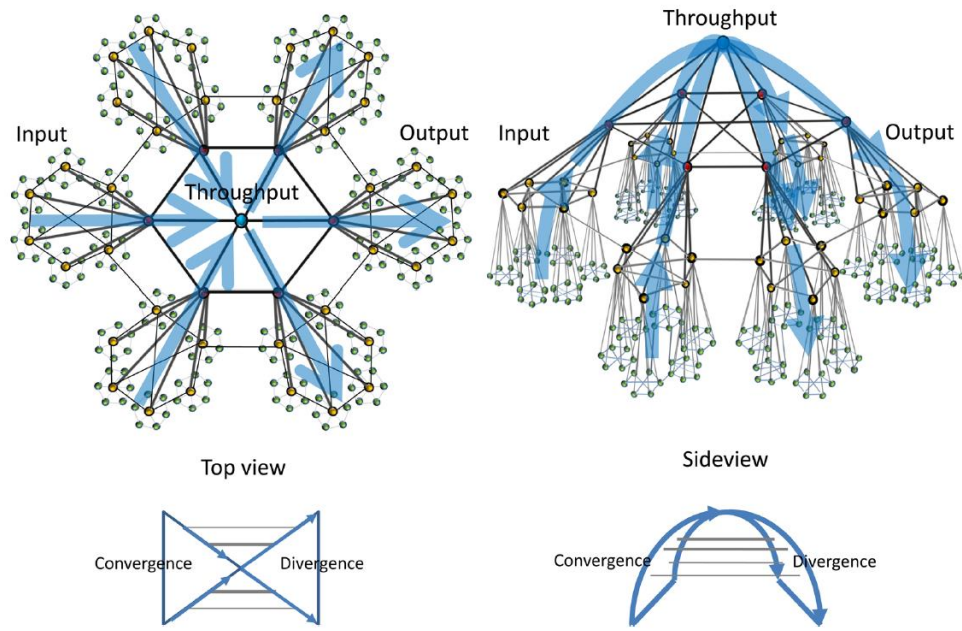 Throughput
Input
Output
Throughput
Input
Output
Top view
Sideview
Convergence
Divergence
Convergence
Divergence